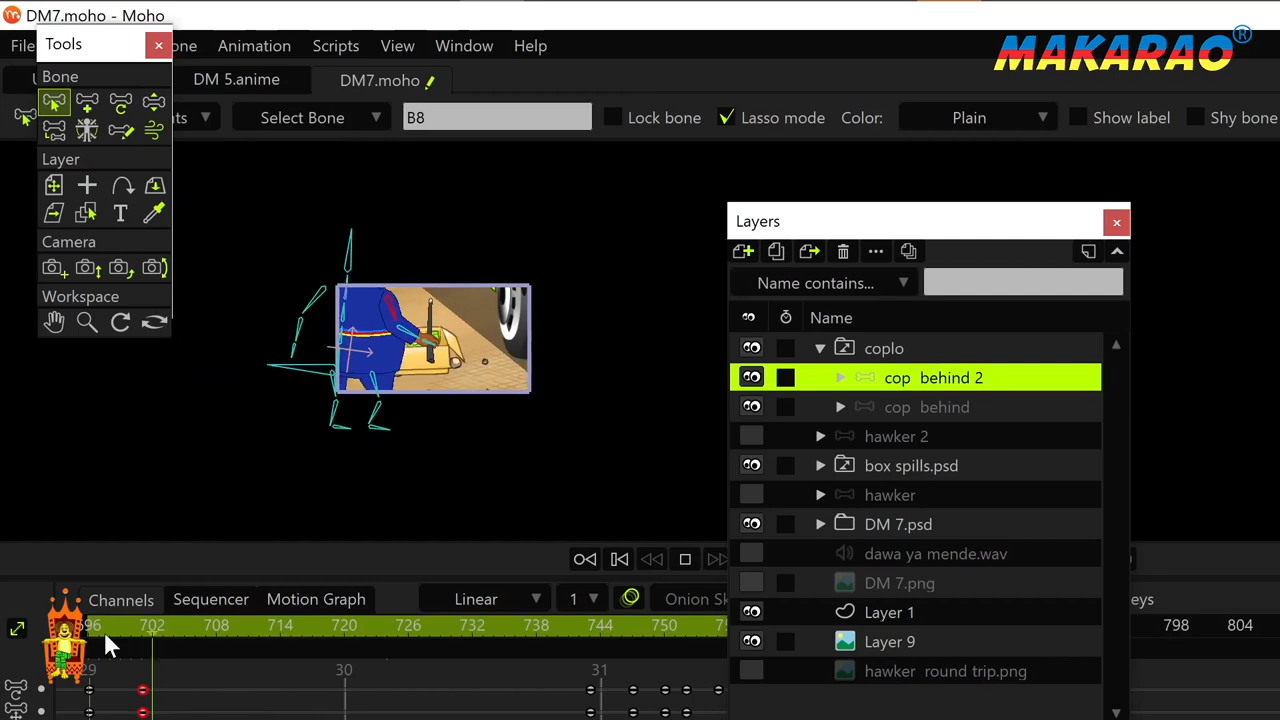 DM7.moho - Moho
MAKARAO®
File
one
Animation
Scripts
View
Window
Help
Tools
DM 5.anime
DM7.moho
Bone
nts
Select Bone
B8
Lock bone
Lasso mode
Color:
Plain
Show label
Shy bone
Layer
Camera
Workspace
Layers
Name contains...
Name
coplo
cop behind 2
cop behind
hawker 2
box spills.psd
hawker
DM 7.psd
dawa ya mende.wav
DM 7.png
Layer 1
Layer 9
hawker round trip.png
Channels
Sequencer
Motion Graph
Linear
1
Onion Sk
eys
96 702 708 714 720 726 732 738 744 750 798 804
29 30 31